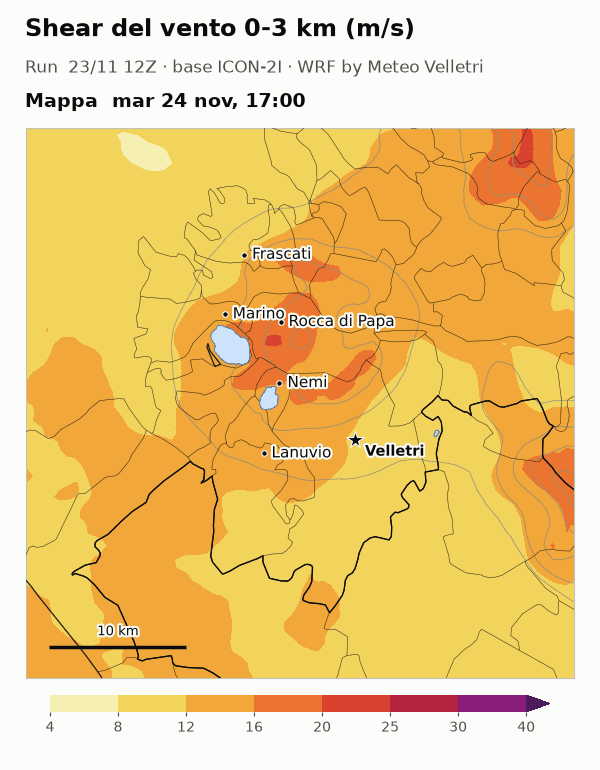 Shear del vento 0-3 km (m/s)
Run  23/11 12Z · base ICON-2I · WRF by Meteo Velletri
Mappa  mar 24 nov, 17:00
Frascati
Marino
Rocca di Papa
Nemi
Lanuvio
Velletri
10 km
4 8 12 16 20 25 30 40